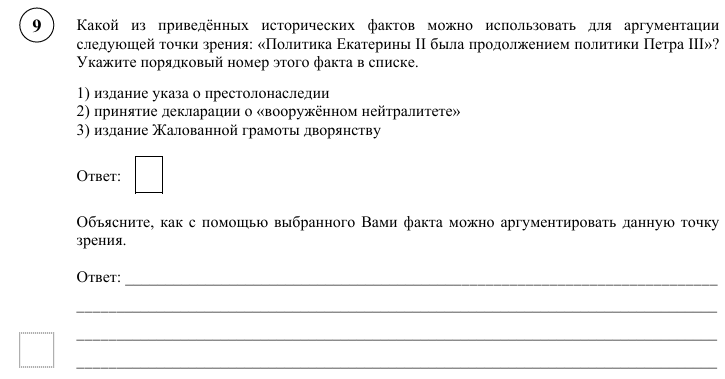 9
Какой из приведённых исторических фактов можно использовать для аргументации
следующей точки зрения: «Политика Екатерины II была продолжением политики Петра III»?
Укажите порядковый номер этого факта в списке.
1) издание указа о престолонаследии
2) принятие декларации о «вооружённом нейтралитете»
3) издание Жалованной грамоты дворянству
Ответ:
Объясните, как с помощью выбранного Вами факта можно аргументировать данную точку
зрения.
Ответ: